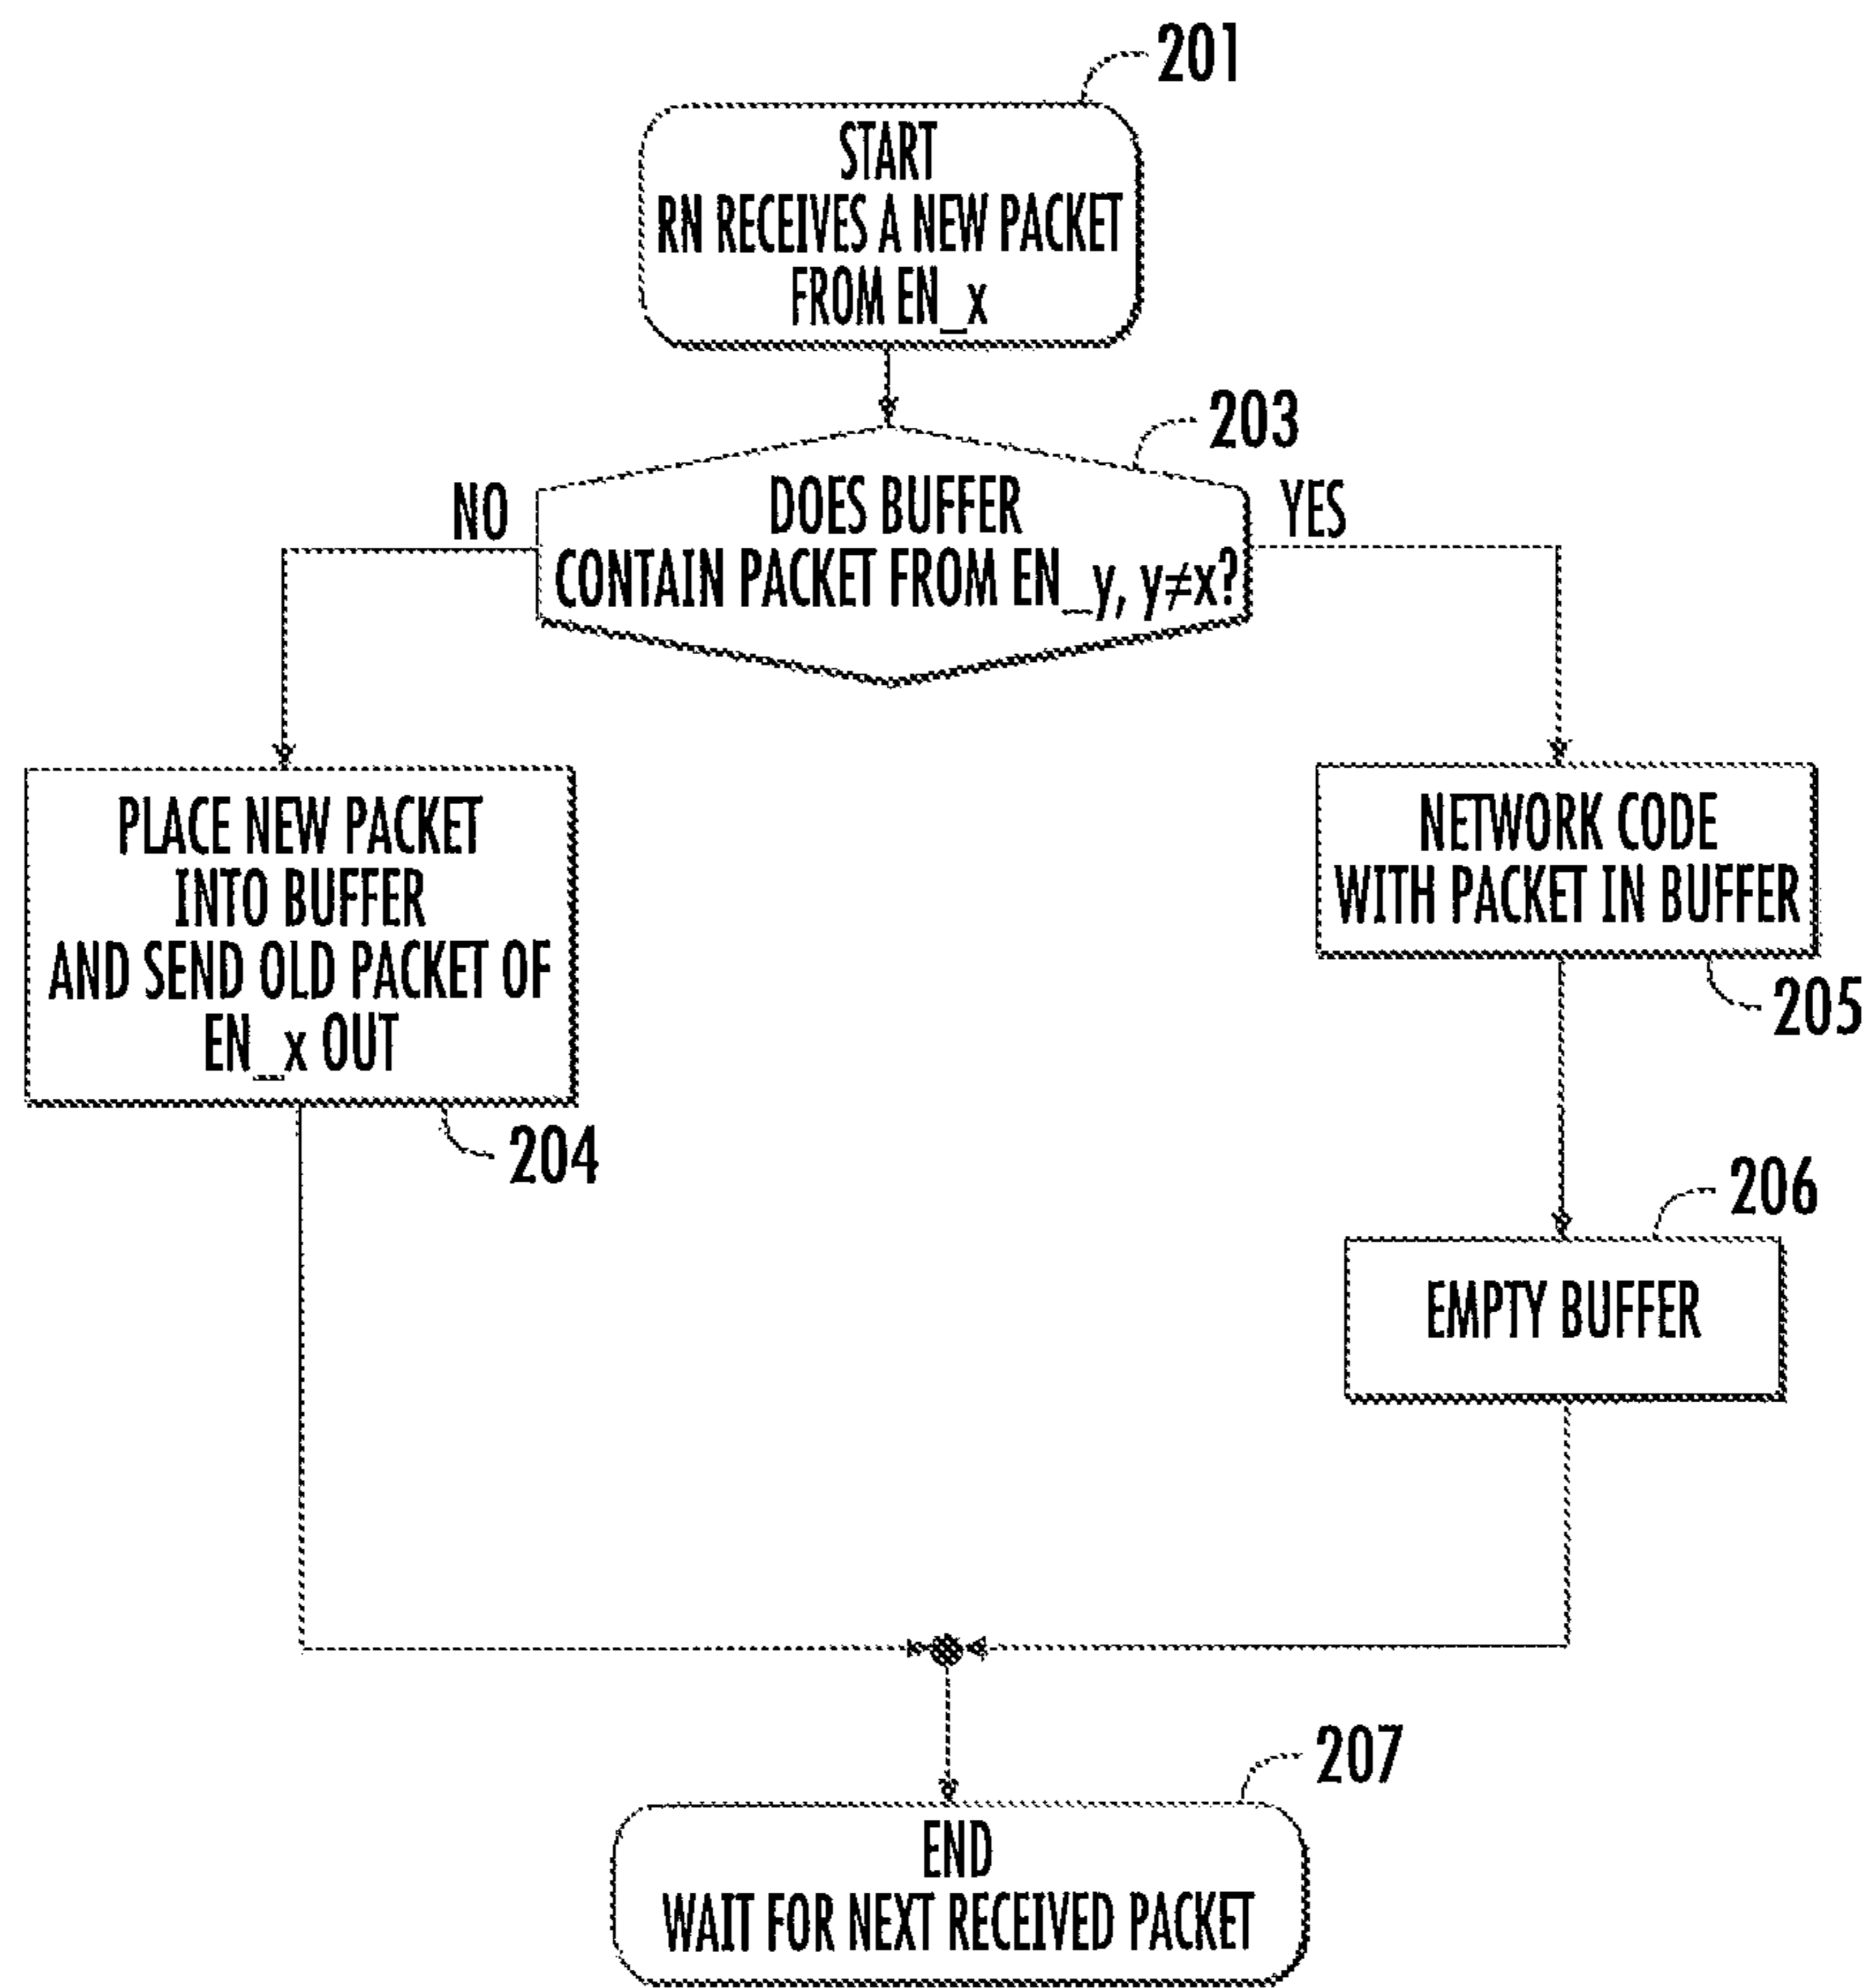 201
START
RN RECEIVES A NEW PACKET
FROM EN_x
203
NO
YES
DOES BUFFER
CONTAIN PACKET FROM EN_y, y≠x?
PLACE NEW PACKET
INTO BUFFER
AND SEND OLD PACKET OF
EN_x OUT
204
NETWORK CODE
WITH PACKET IN BUFFER
205
206
EMPTY BUFFER
207
END
WAIT FOR NEXT RECEIVED PACKET